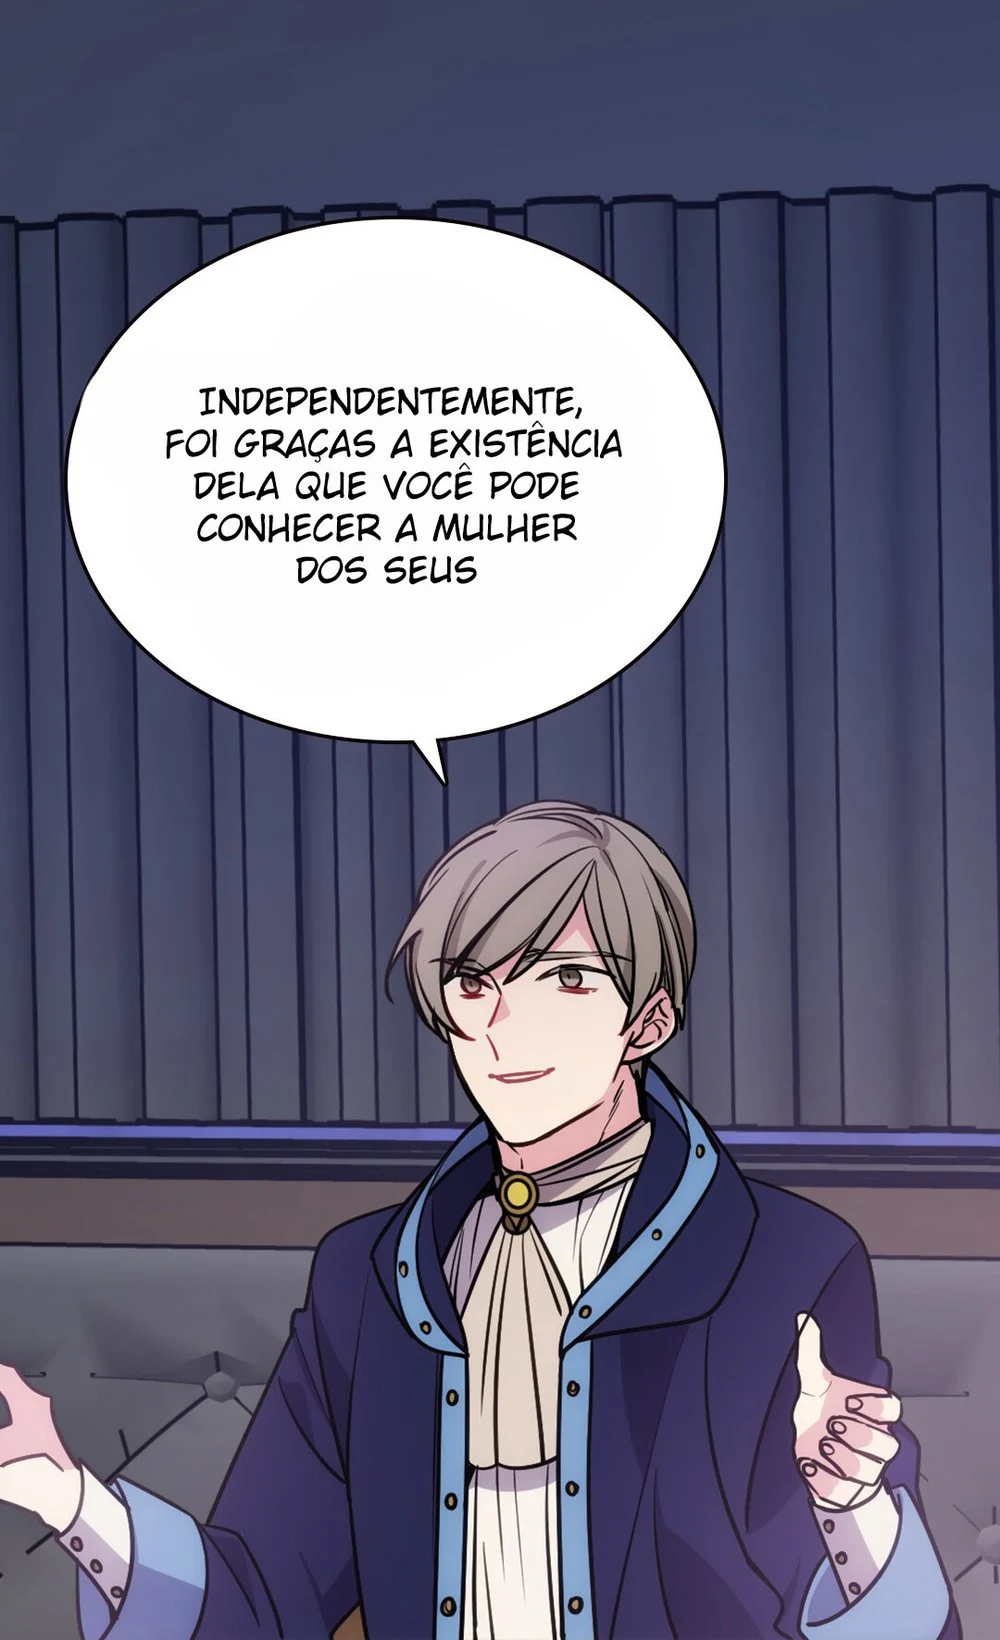 INDEPENDENTEMENTE,
FOI GRAÇAS A EXISTÊNCIA
DELA QUE VOCÊ PODE
CONHECER A MULHER
DOS SEUS